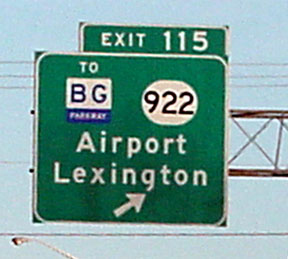 EXIT 115
TO
BG 922
PARKWAY
Airport
Lexington